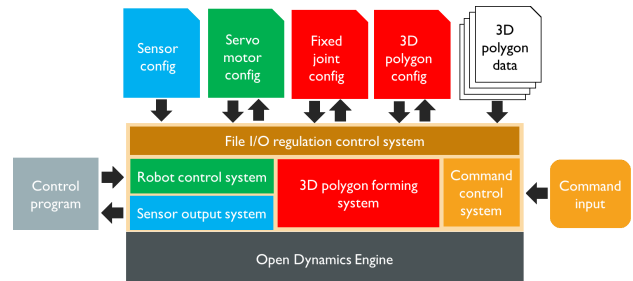 Sensor
config
Servo
motor
config
Fixed
joint
config
3D
polygon
config
3D
polygon
data
File I/O regulation control system
Control
program
Robot control system
Sensor output system
3D polygon forming
system
Command
control
system
Command
input
Open Dynamics Engine